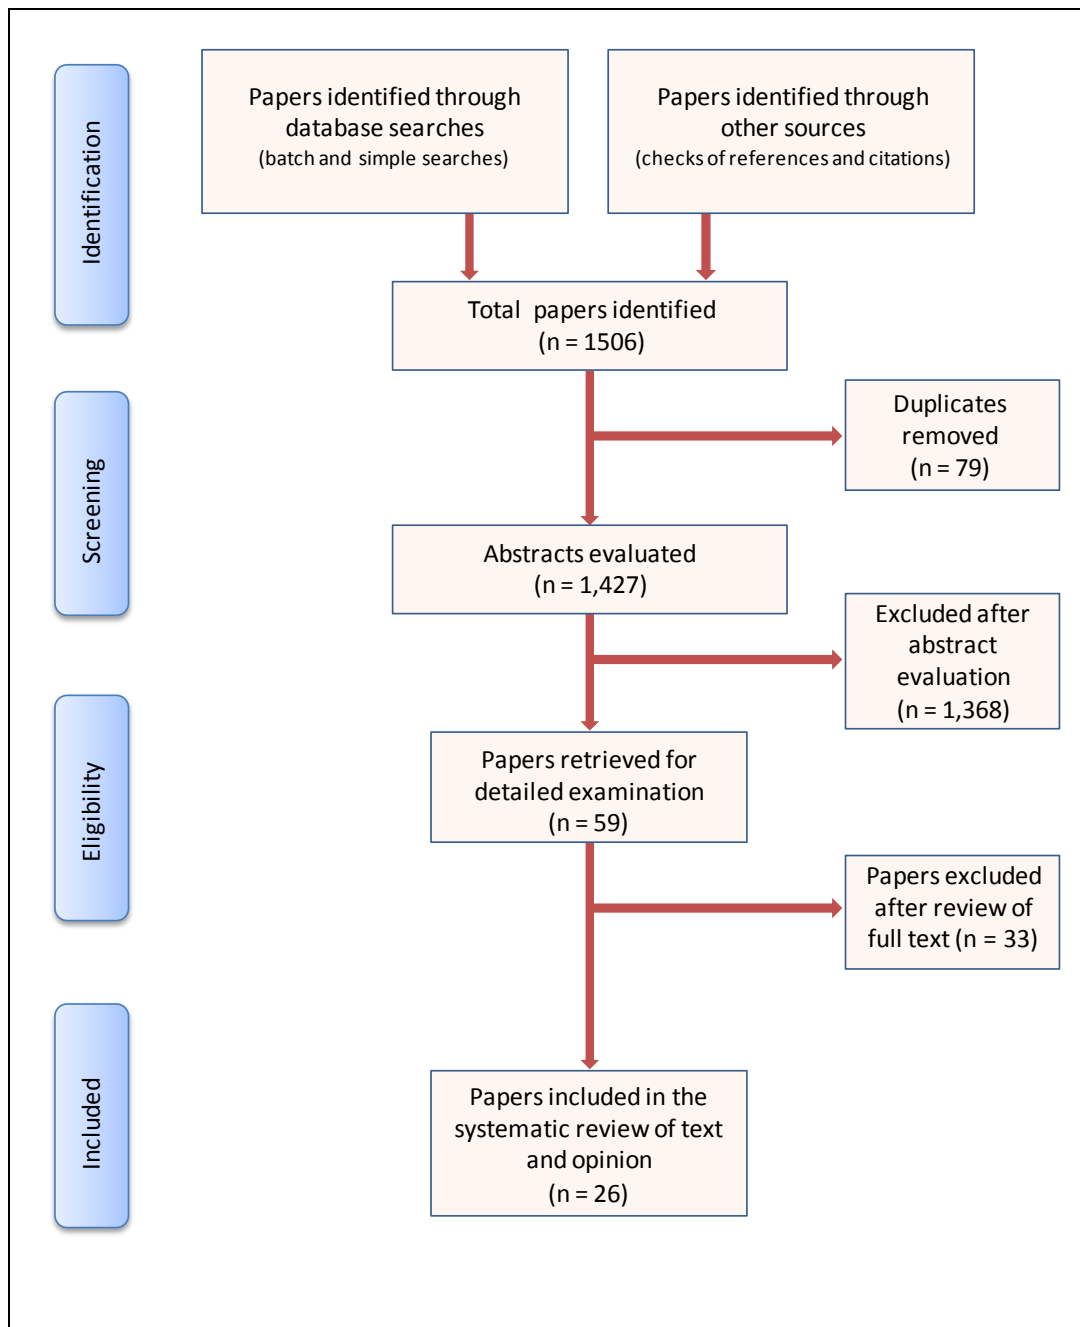 Identification
Papers identified through
database searches
(batch and simple searches)
Papers identified through
other sources
(checks of references and citations)
Total papers identified
(n = 1506)
Screening
Duplicates
removed
(n = 79)
Abstracts evaluated
(n = 1,427)
Excluded after
abstract
evaluation
(n = 1,368)
Eligibility
Papers retrieved for
detailed examination
(n = 59)
Papers excluded
after review of
full text (n = 33)
Included
Papers included in the
systematic review of text
and opinion
(n = 26)